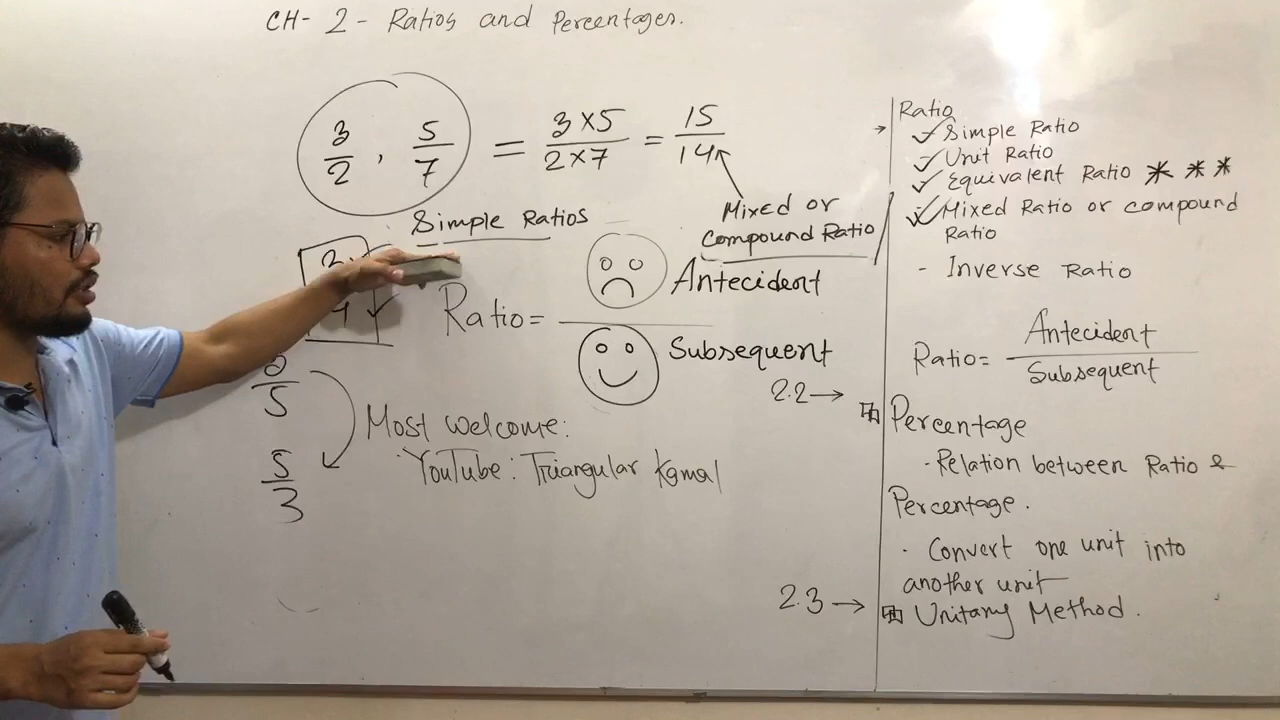 CH- 2 - Ratios and Percentages.
3/2 , 5/7 = 3 x 5 / 2 x 7 = 15/14
Simple Ratios
Mixed or
Compound Ratio
Ratio= Antecident
Subsequent
5
5/3
Most welcome:
YouTube: Triangular Kamal
Ratio
✓ Simple Ratio
✓ Unit Ratio
✓ Equivalent Ratio * * *
✓ Mixed Ratio or compound
Ratio
- Inverse Ratio
Ratio= Antecident
Subsequent
2.2 →
Percentage
· Relation between Ratio &
Percentage.
· Convert one unit into
another unit
2.3 →
Unitary Method.